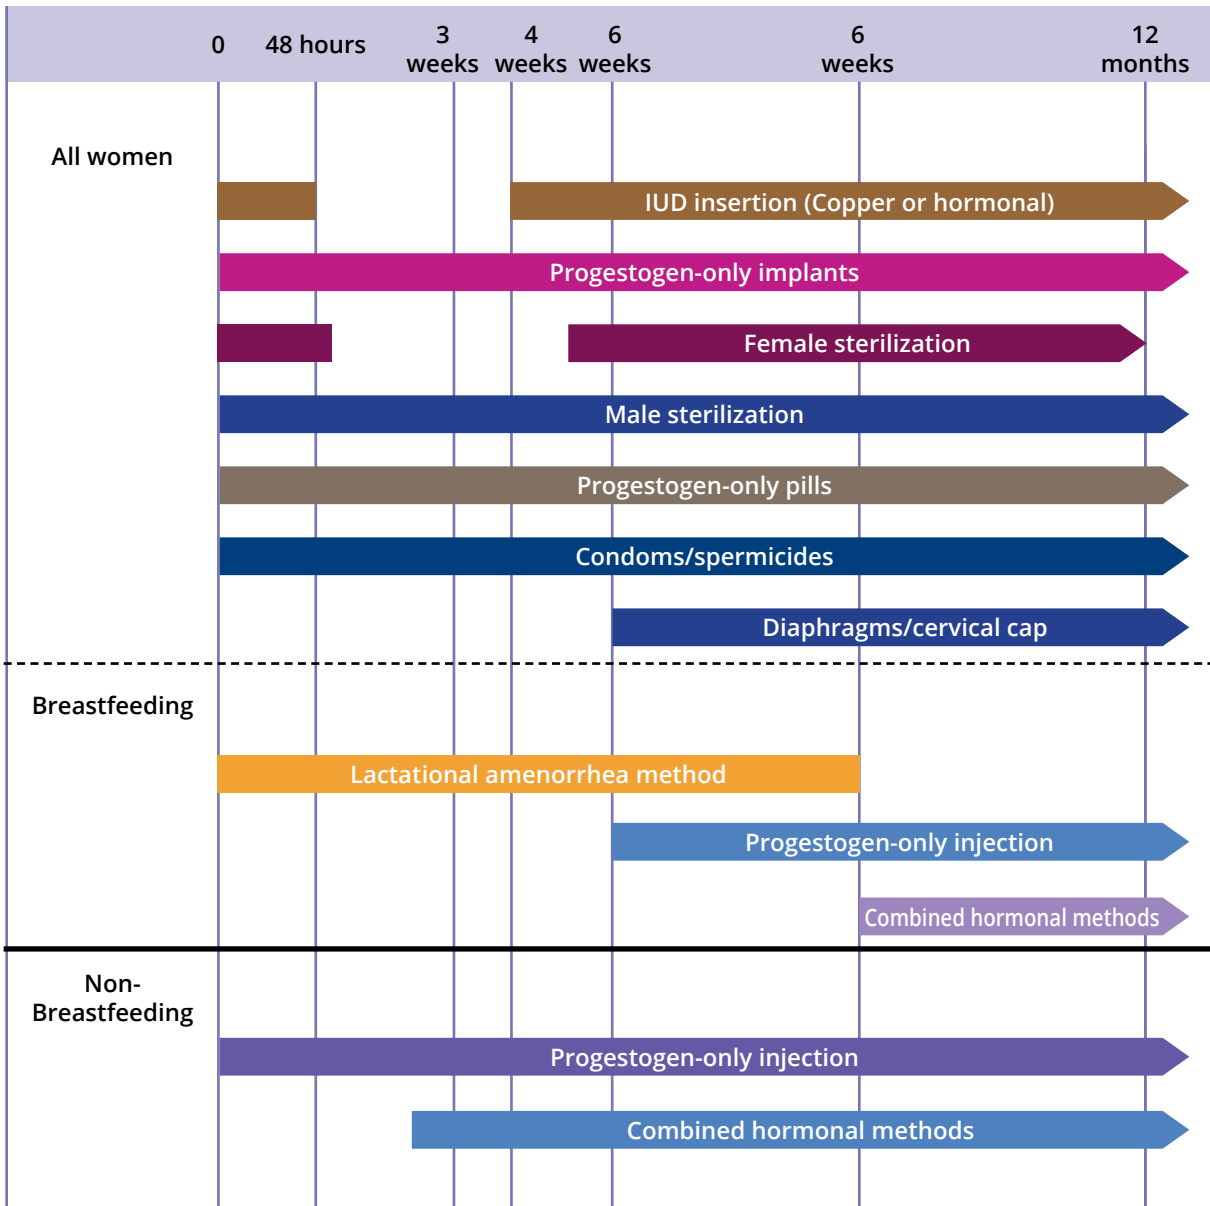 0 48 hours 3 weeks 4 weeks 6 weeks 6 weeks 12 months
All women
IUD insertion (Copper or hormonal)
Progestogen-only implants
Female sterilization
Male sterilization
Progestogen-only pills
Condoms/spermicides
Diaphragms/cervical cap
Breastfeeding
Lactational amenorrhea method
Progestogen-only injection
Combined hormonal methods
Non-
Breastfeeding
Progestogen-only injection
Combined hormonal methods